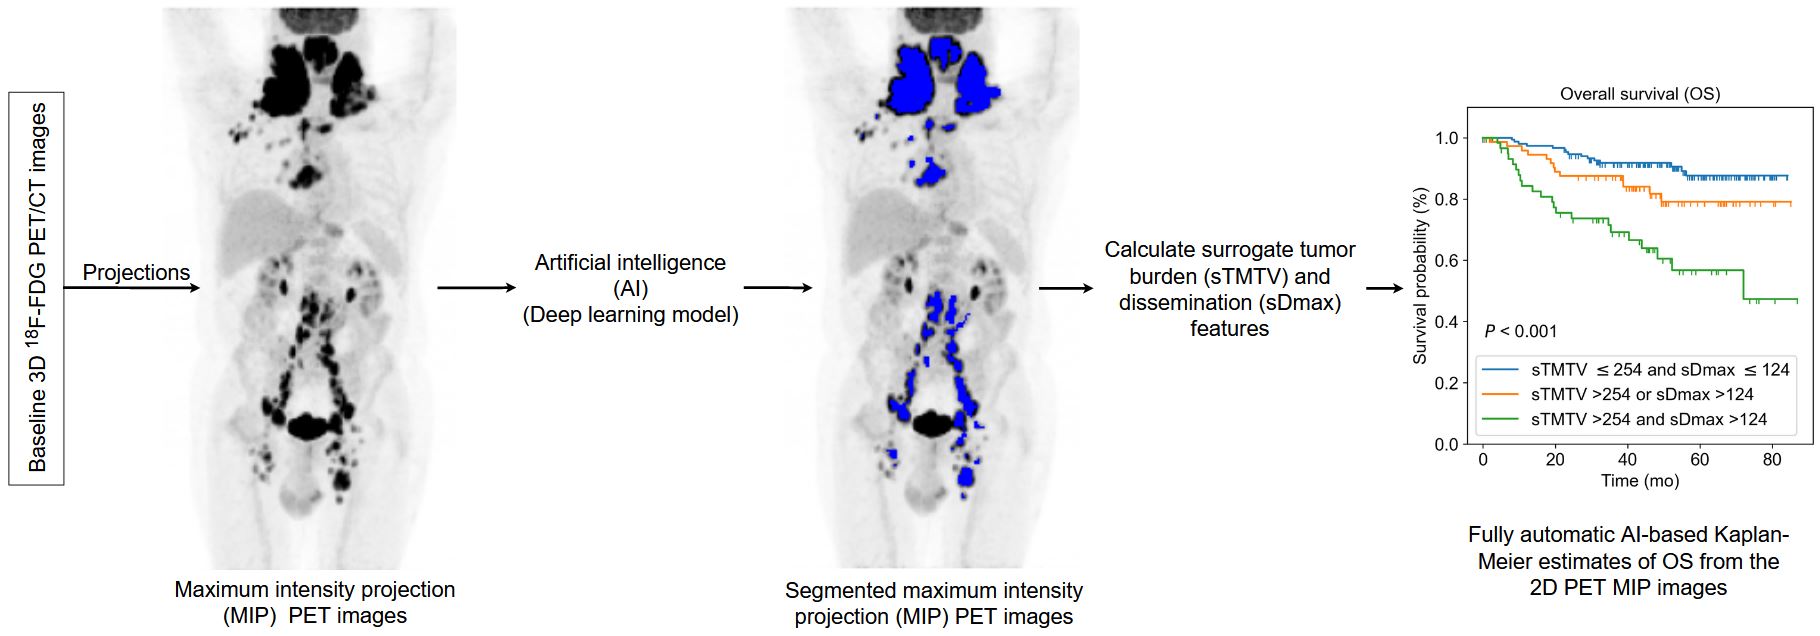 Baseline 3D 18F-FDG PET/CT images
Projections
Maximum intensity projection
(MIP) PET images
Artificial intelligence
(AI)
(Deep learning model)
Segmented maximum intensity
projection (MIP) PET images
Calculate surrogate tumor
burden (sTMTV) and
dissemination (sDmax)
features
Overall survival (OS)
Survival probability (%)
1.0
0.8
0.6
0.4
0.2
0.0
P < 0.001
sTMTV ≤ 254 and sDmax ≤ 124
sTMTV >254 or sDmax >124
sTMTV >254 and sDmax >124
0 20 40 60 80
Time (mo)
Fully automatic AI-based Kaplan-
Meier estimates of OS from the
2D PET MIP images